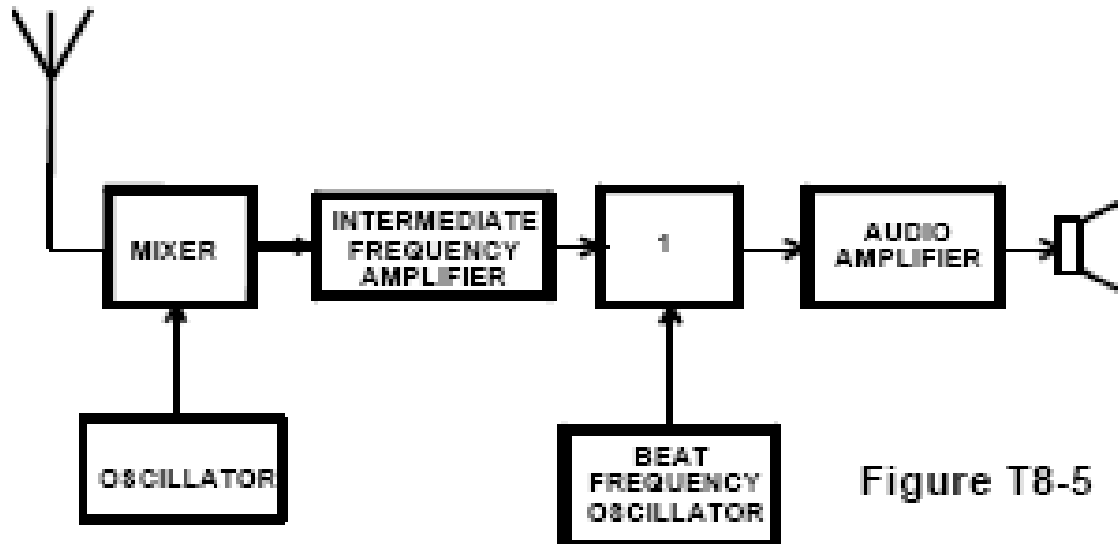 MIXER
INTERMEDIATE
FREQUENCY
AMPLIFIER
1
AUDIO
AMPLIFIER
OSCILLATOR
BEAT
FREQUENCY
OSCILLATOR
Figure T8-5